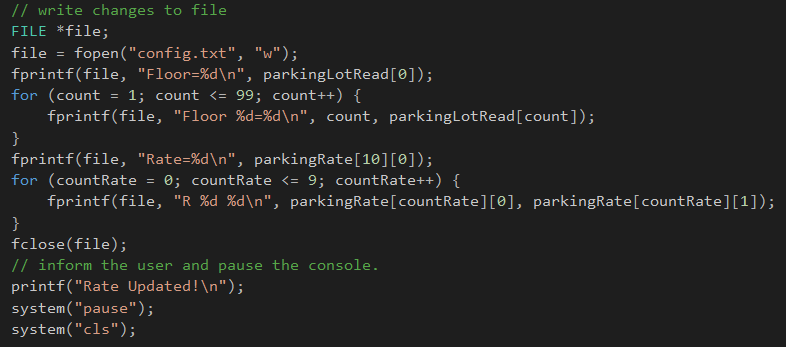 // write changes to file
FILE *file;
file = fopen("config.txt", "w");
fprintf(file, "Floor=%d\n", parkingLotRead[0]);
for (count = 1; count <= 99; count++) {
    fprintf(file, "Floor %d=%d\n", count, parkingLotRead[count]);
}
fprintf(file, "Rate=%d\n", parkingRate[10][0]);
for (countRate = 0; countRate <= 9; countRate++) {
    fprintf(file, "R %d %d\n", parkingRate[countRate][0], parkingRate[countRate][1]);
}
fclose(file);
// inform the user and pause the console.
printf("Rate Updated!\n");
system("pause");
system("cls");